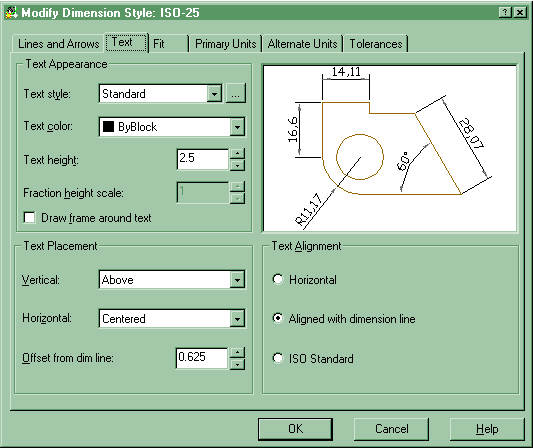 Modify Dimension Style: ISO-25
Lines and Arrows Text Fit Primary Units Alternate Units Tolerances
Text Appearance
Text style: Standard ...
Text color: ByBlock
Text height: 2.5
Fraction height scale: 1
Draw frame around text
14,11
16,6
28,07
60°
R11,17
Text Placement
Vertical: Above
Horizontal: Centered
Offset from dim line: 0.625
Text Alignment
Horizontal
Aligned with dimension line
ISO Standard
OK Cancel Help